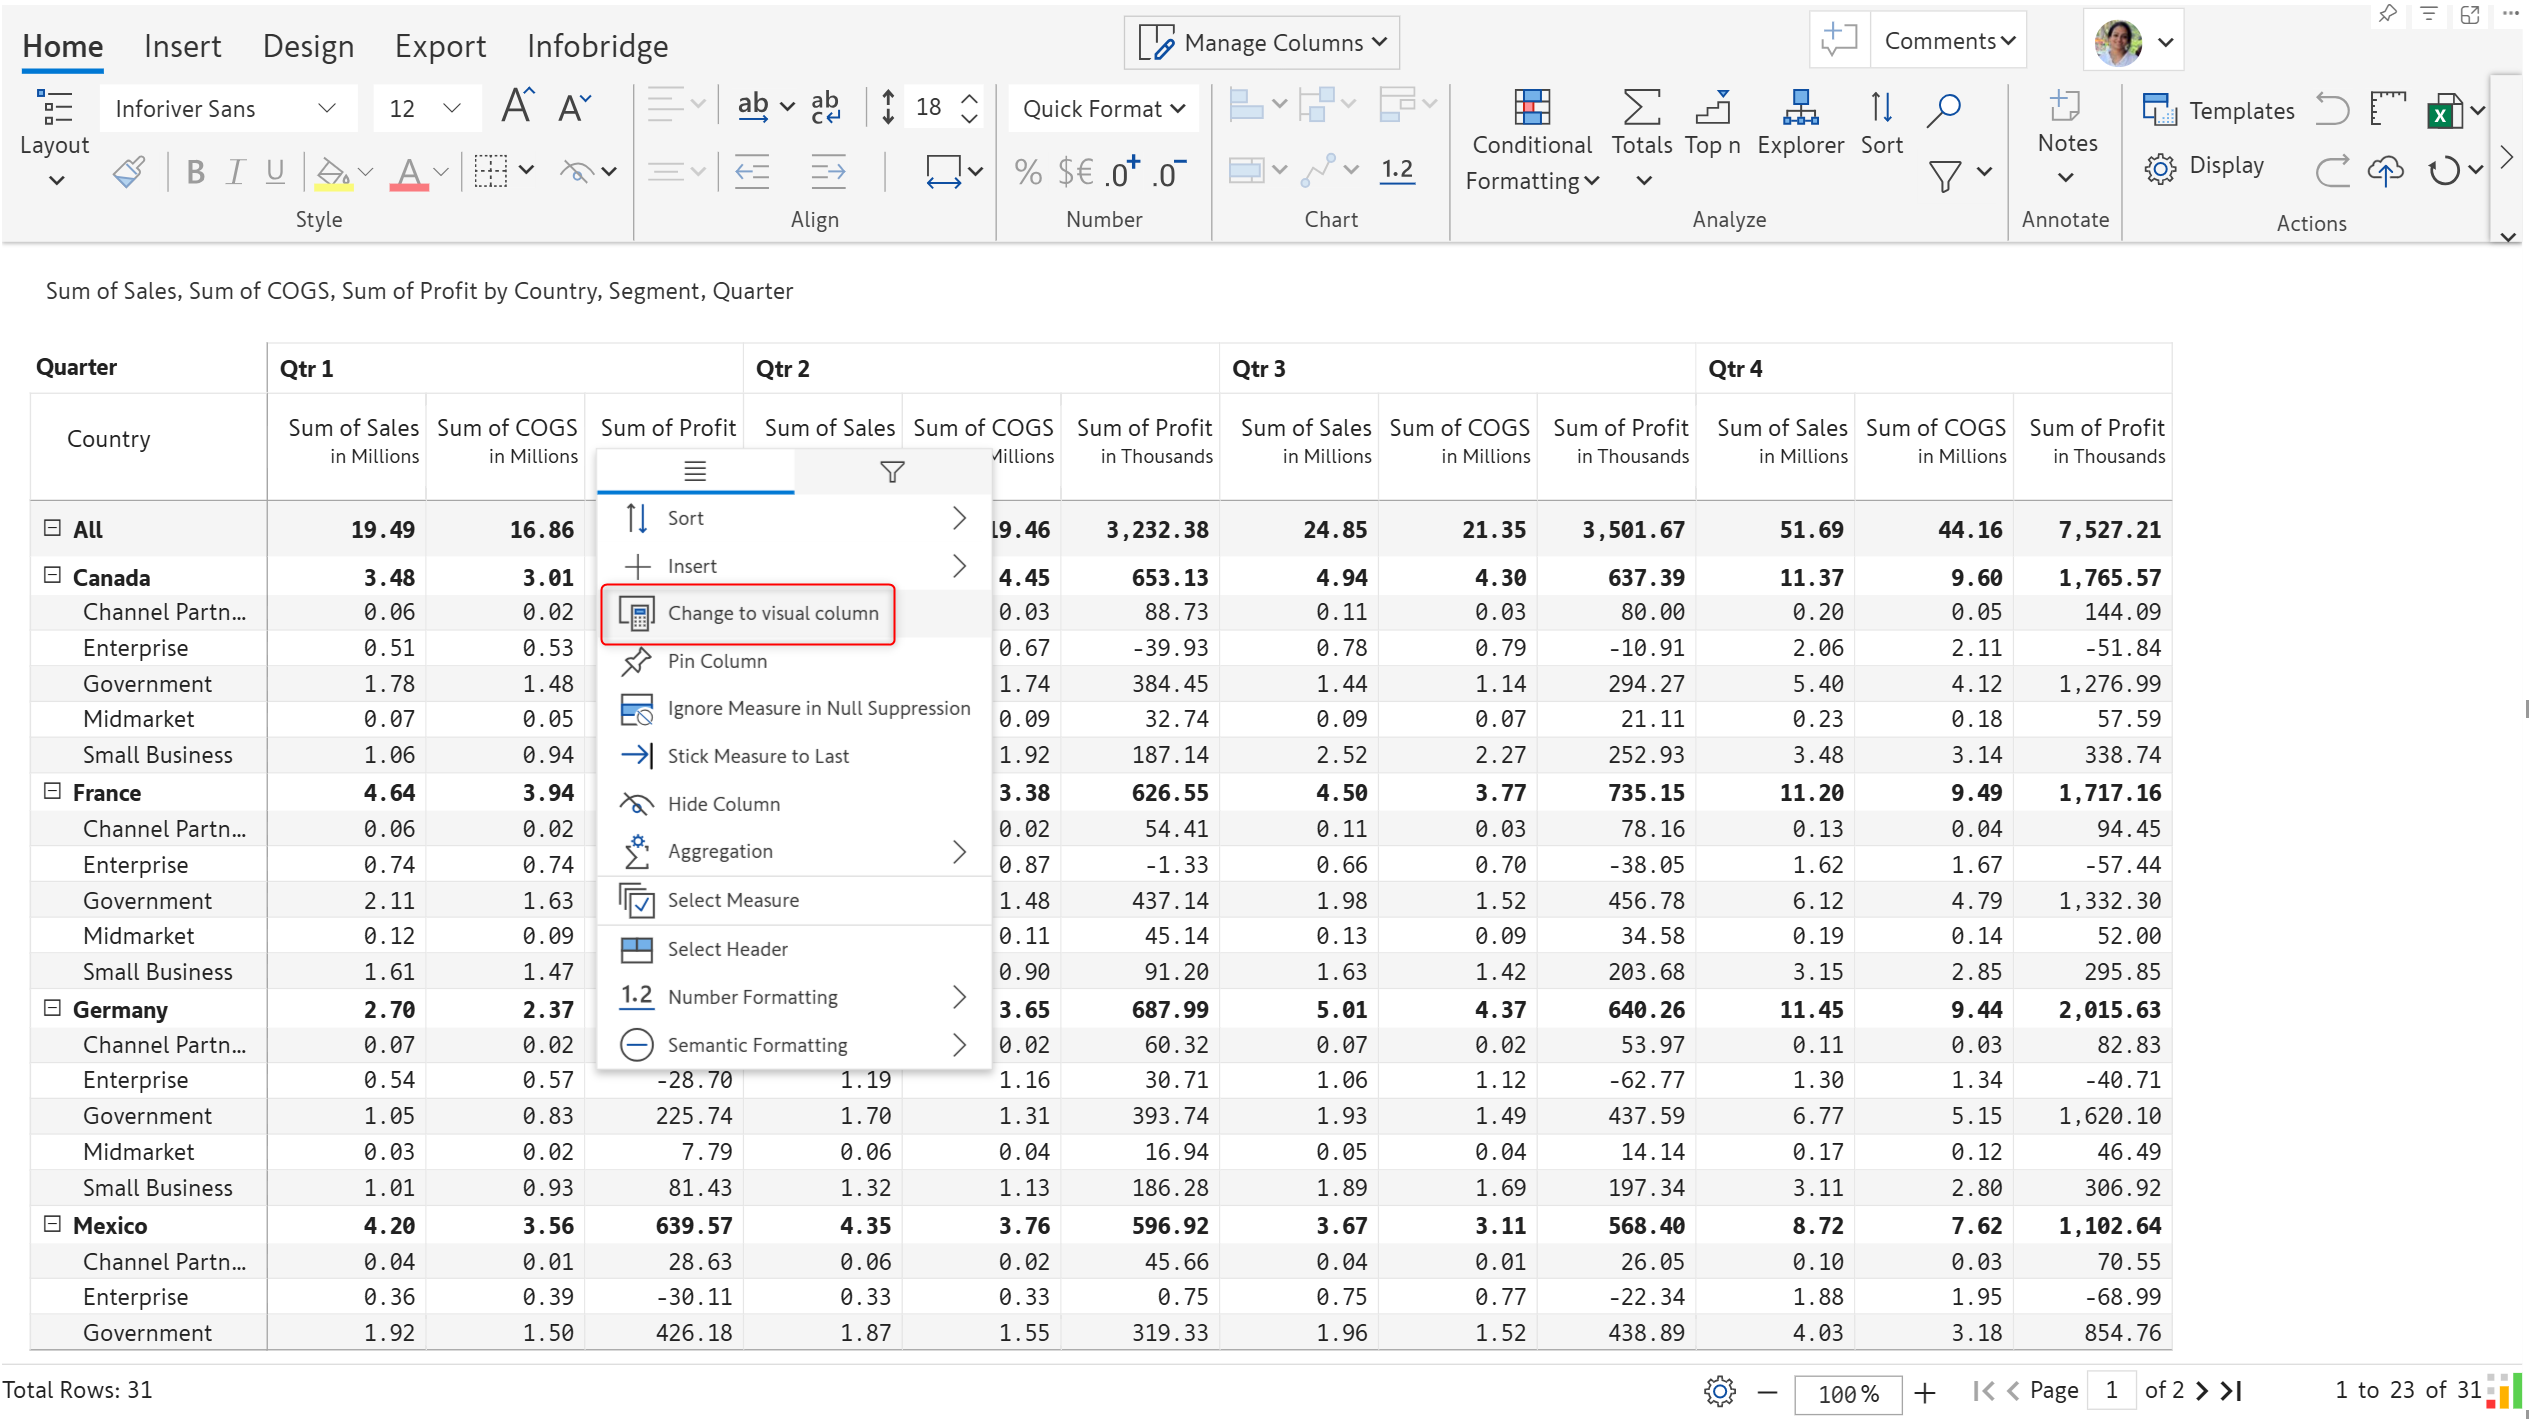 Home Insert Design Export Infobridge Manage Columns Comments
Inforiver Sans 12 ab ab c 18 Quick Format
Layout Conditional Formatting Totals Top n Explorer Sort Notes Templates
B I U A % $€ .0+ .0- 1.2 Display
Style Align Number Chart Analyze Annotate Actions
Sum of Sales, Sum of COGS, Sum of Profit by Country, Segment, Quarter
Quarter Qtr 1 Qtr 2 Qtr 3 Qtr 4
Country Sum of Sales Sum of COGS Sum of Profit Sum of Sales Sum of COGS Sum of Profit Sum of Sales Sum of COGS Sum of Profit Sum of Sales Sum of COGS Sum of Profit
in Millions in Millions Millions in Thousands in Millions in Millions in Thousands in Millions in Millions in Thousands
All 19.49 16.86 19.46 3,232.38 24.85 21.35 3,501.67 51.69 44.16 7,527.21
Canada 3.48 3.01 4.45 653.13 4.94 4.30 637.39 11.37 9.60 1,765.57
Channel Partn... 0.06 0.02 0.03 88.73 0.11 0.03 80.00 0.20 0.05 144.09
Enterprise 0.51 0.53 0.67 -39.93 0.78 0.79 -10.91 2.06 2.11 -51.84
Government 1.78 1.48 1.74 384.45 1.44 1.14 294.27 5.40 4.12 1,276.99
Midmarket 0.07 0.05 0.09 32.74 0.09 0.07 21.11 0.23 0.18 57.59
Small Business 1.06 0.94 1.92 187.14 2.52 2.27 252.93 3.48 3.14 338.74
France 4.64 3.94 3.38 626.55 4.50 3.77 735.15 11.20 9.49 1,717.16
Channel Partn... 0.06 0.02 0.02 54.41 0.11 0.03 78.16 0.13 0.04 94.45
Enterprise 0.74 0.74 0.87 -1.33 0.66 0.70 -38.05 1.62 1.67 -57.44
Government 2.11 1.63 1.48 437.14 1.98 1.52 456.78 6.12 4.79 1,332.30
Midmarket 0.12 0.09 0.11 45.14 0.13 0.09 34.58 0.19 0.14 52.00
Small Business 1.61 1.47 0.90 91.20 1.63 1.42 203.68 3.15 2.85 295.85
Germany 2.70 2.37 3.65 687.99 5.01 4.37 640.26 11.45 9.44 2,015.63
Channel Partn... 0.07 0.02 0.02 60.32 0.07 0.02 53.97 0.11 0.03 82.83
Enterprise 0.54 0.57 -28.70 1.19 1.16 30.71 1.06 1.12 -62.77 1.30 1.34 -40.71
Government 1.05 0.83 225.74 1.70 1.31 393.74 1.93 1.49 437.59 6.77 5.15 1,620.10
Midmarket 0.03 0.02 7.79 0.06 0.04 16.94 0.05 0.04 14.14 0.17 0.12 46.49
Small Business 1.01 0.93 81.43 1.32 1.13 186.28 1.89 1.69 197.34 3.11 2.80 306.92
Mexico 4.20 3.56 639.57 4.35 3.76 596.92 3.67 3.11 568.40 8.72 7.62 1,102.64
Channel Partn... 0.04 0.01 28.63 0.06 0.02 45.66 0.04 0.01 26.05 0.10 0.03 70.55
Enterprise 0.36 0.39 -30.11 0.33 0.33 0.75 0.75 0.77 -22.34 1.88 1.95 -68.99
Government 1.92 1.50 426.18 1.87 1.55 319.33 1.96 1.52 438.89 4.03 3.18 854.76
Sort
Insert
Change to visual column
Pin Column
Ignore Measure in Null Suppression
Stick Measure to Last
Hide Column
Aggregation
Select Measure
Select Header
1.2 Number Formatting
Semantic Formatting
Total Rows: 31 100% Page 1 of 2 1 to 23 of 31